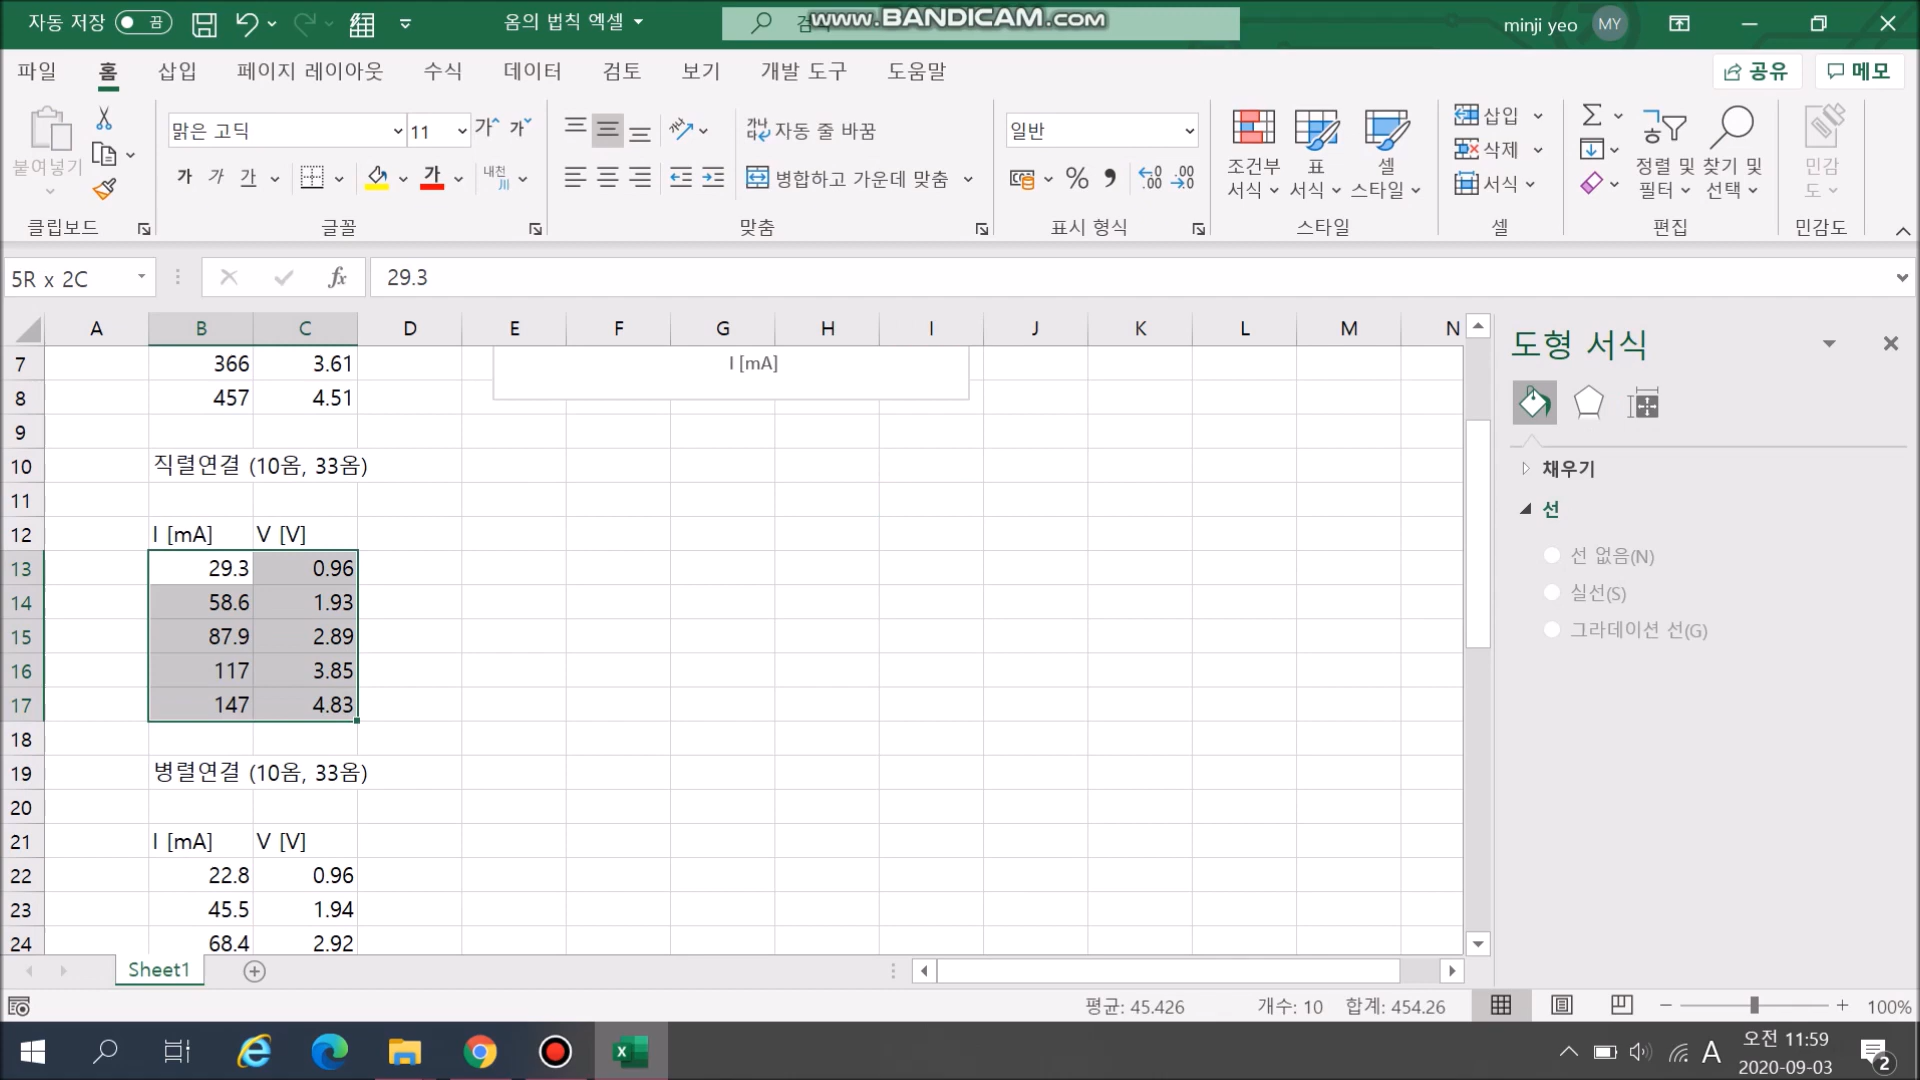 자동 저장 끔 옴의 법칙 엑셀 www.BANDICAM.com minji yeo MY
파일 홈 삽입 페이지 레이아웃 수식 데이터 검토 보기 개발 도구 도움말 공유 메모
붙여넣기
맑은 고딕 11 가 가
가 가 간 가 내천
자동 줄 바꿈
병합하고 가운데 맞춤
일반
% .00 .00
조건부 서식 표 서식 셀 스타일
삽입
삭제
서식
정렬 및 필터 찾기 및 선택 민감도
클립보드 글꼴 맞춤 표시 형식 스타일 셀 편집 민감도
5R x 2C fx 29.3
A B C D E F G H I J K L M N
7 366 3.61 I [mA]
8 457 4.51
9
10 직렬연결 (10옴, 33옴)
11
12 I [mA] V [V]
13 29.3 0.96
14 58.6 1.93
15 87.9 2.89
16 117 3.85
17 147 4.83
18
19 병렬연결 (10옴, 33옴)
20
21 I [mA] V [V]
22 22.8 0.96
23 45.5 1.94
24 68.4 2.92
도형 서식
채우기
선
선 없음(N)
실선(S)
그라데이션 선(G)
Sheet1
평균: 45.426 개수: 10 합계: 454.26 100%
A 오전 11:59
2020-09-03 2